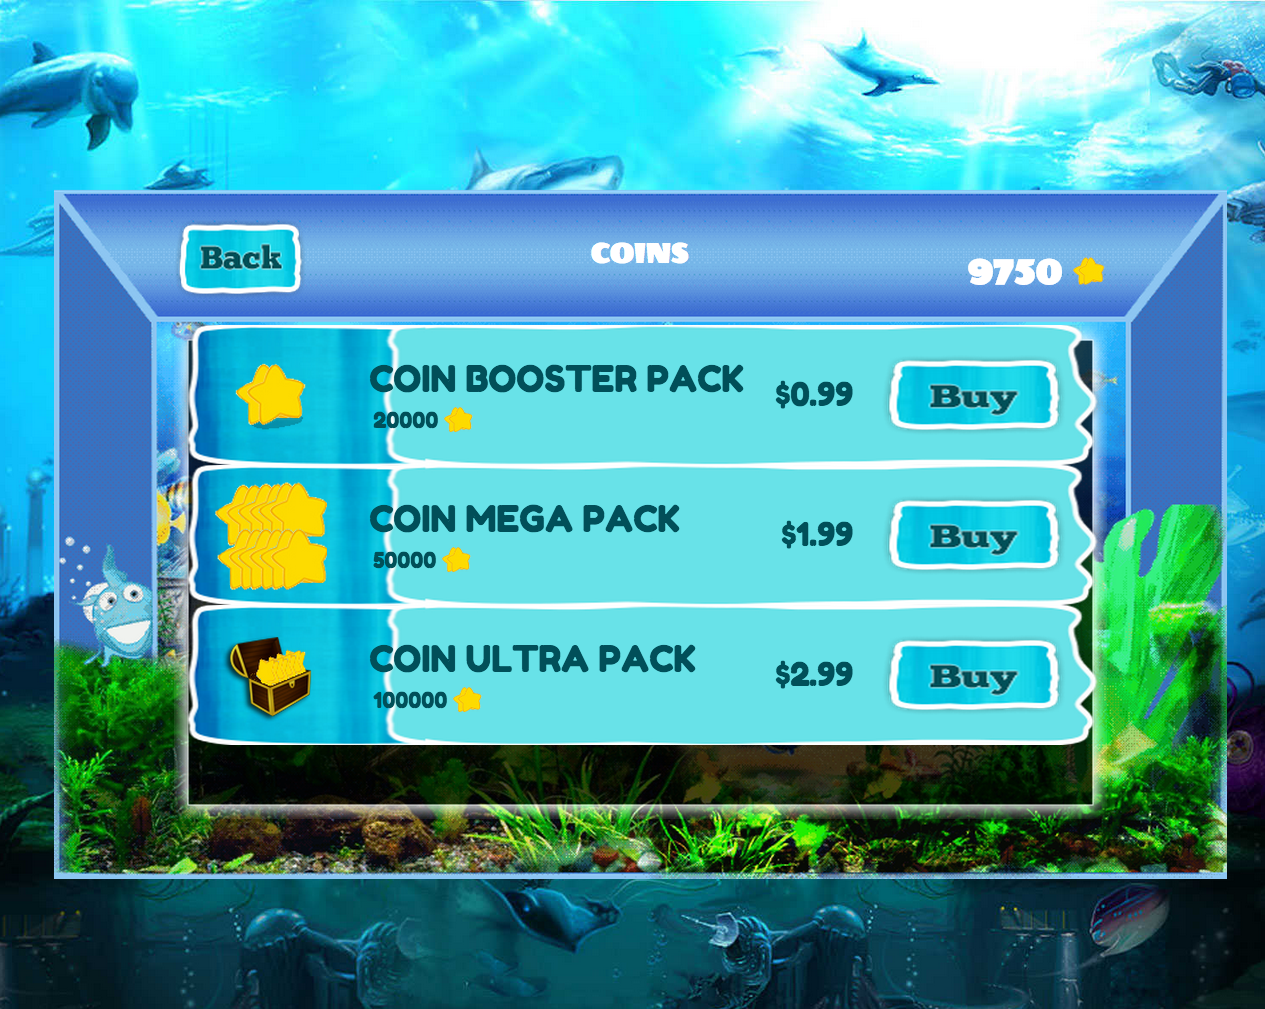 Back
COINS
9750
COIN BOOSTER PACK
20000
$0.99
Buy
COIN MEGA PACK
50000
$1.99
Buy
COIN ULTRA PACK
100000
$2.99
Buy